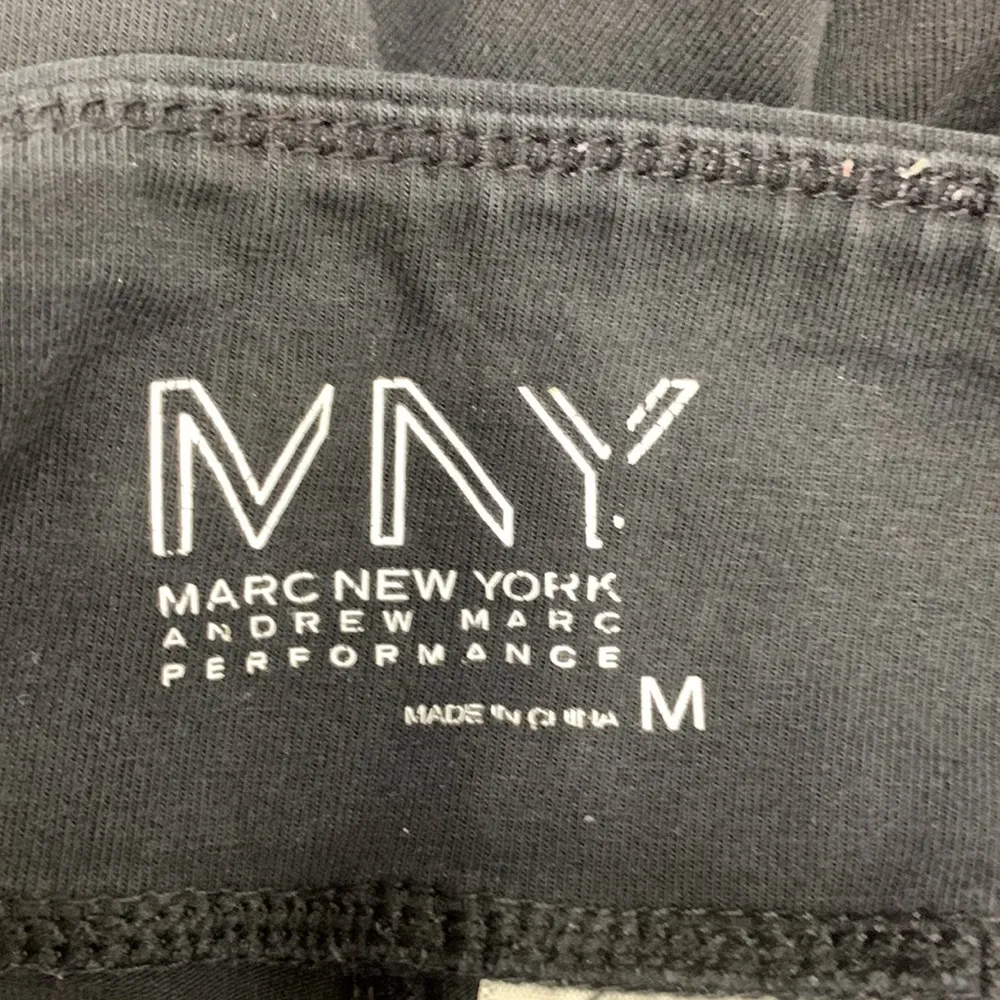 MNY
MARC NEW YORK
ANDREW MARC
PERFORMANCE
MADE IN CHINA M